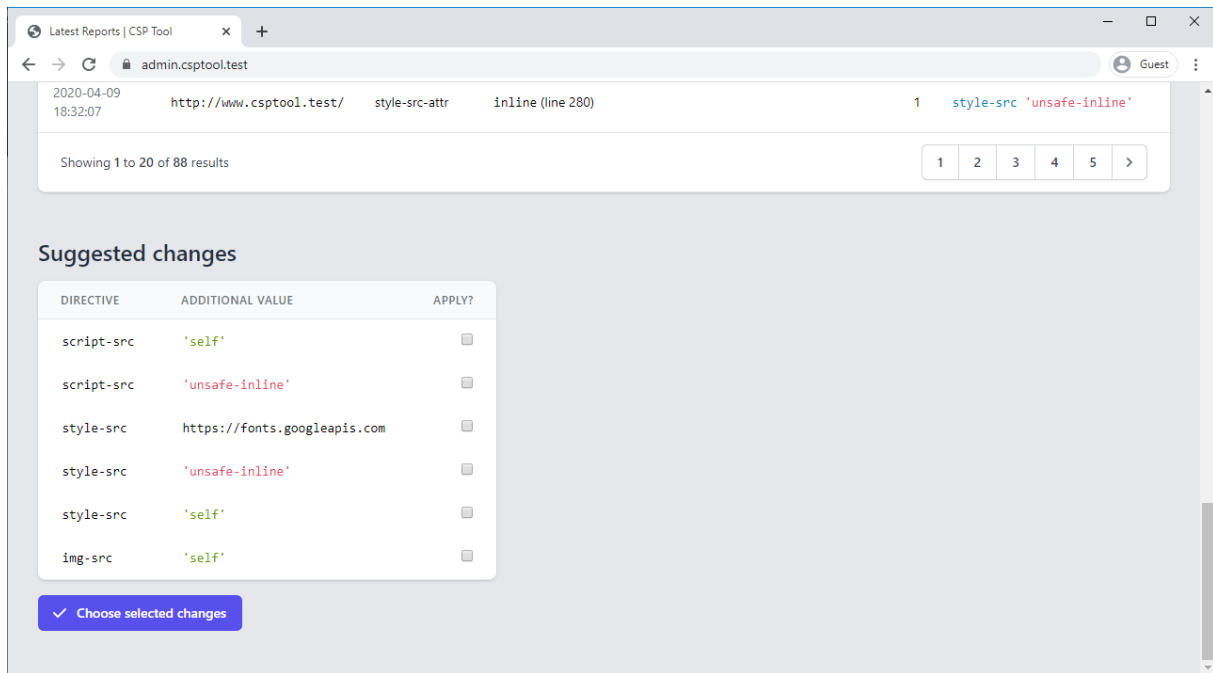 Latest Reports | CSP Tool
admin.csptool.test
Guest
2020-04-09
18:32:07
http://www.csptool.test/ style-src-attr inline (line 280) 1 style-src 'unsafe-inline'
Showing 1 to 20 of 88 results
1 2 3 4 5
Suggested changes
DIRECTIVE ADDITIONAL VALUE APPLY?
script-src 'self'
script-src 'unsafe-inline'
style-src https://fonts.googleapis.com
style-src 'unsafe-inline'
style-src 'self'
img-src 'self'
Choose selected changes